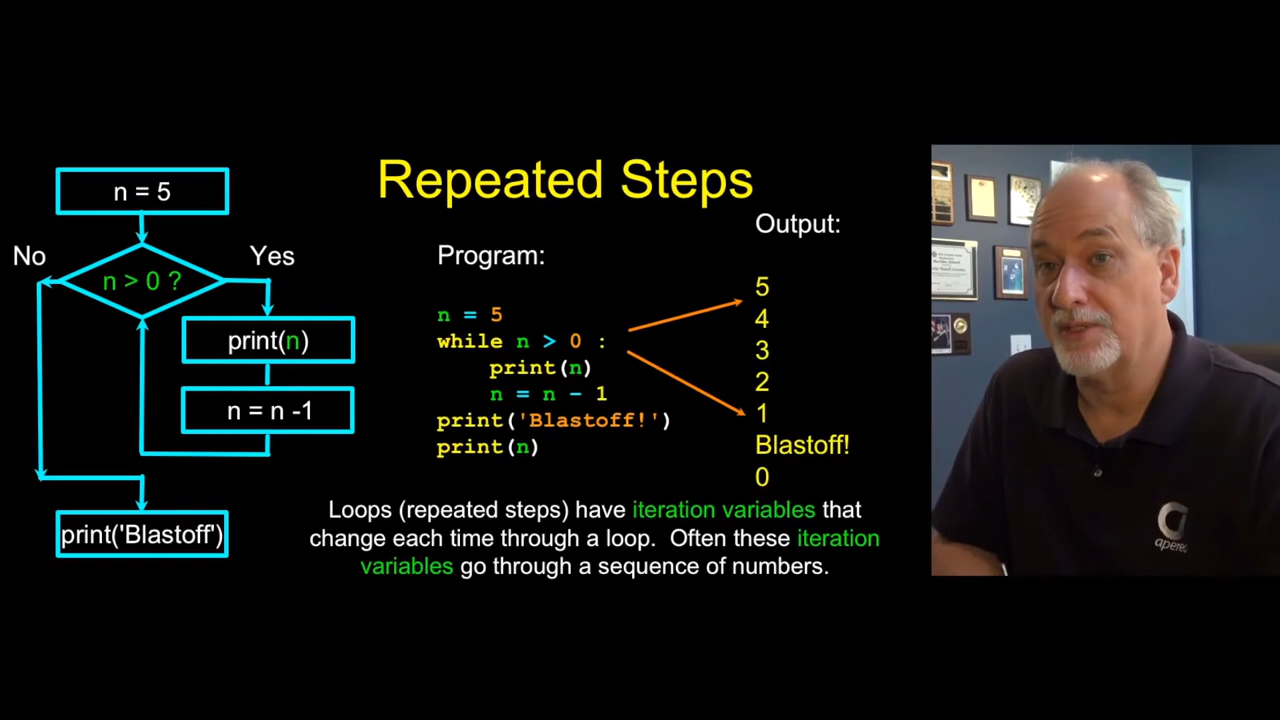 Repeated Steps
n = 5
No
Yes
n > 0 ?
print(n)
n = n -1
print('Blastoff')
Program:
n = 5
while n > 0 :
    print(n)
    n = n - 1
print('Blastoff!')
print(n)
Output:
5
4
3
2
1
Blastoff!
0
Loops (repeated steps) have iteration variables that
change each time through a loop.  Often these iteration
variables go through a sequence of numbers.
apereo